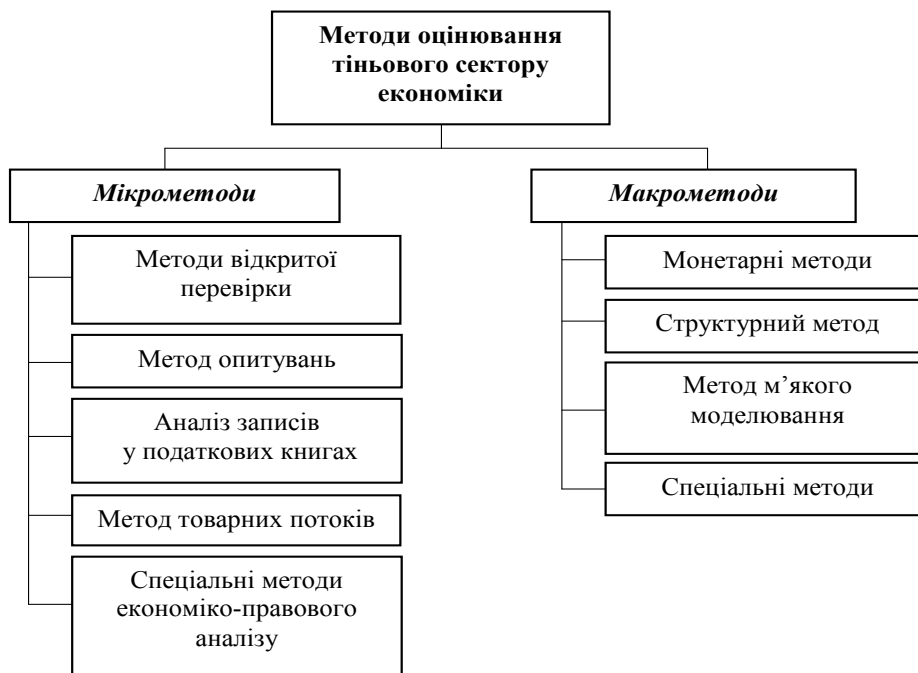 Методи оцінювання
тіньового сектору
економіки
Мікрометоди
Методи відкритої
перевірки
Метод опитувань
Аналіз записів
у податкових книгах
Метод товарних потоків
Спеціальні методи
економіко-правового
аналізу
Макрометоди
Монетарні методи
Структурний метод
Метод м’якого
моделювання
Спеціальні методи